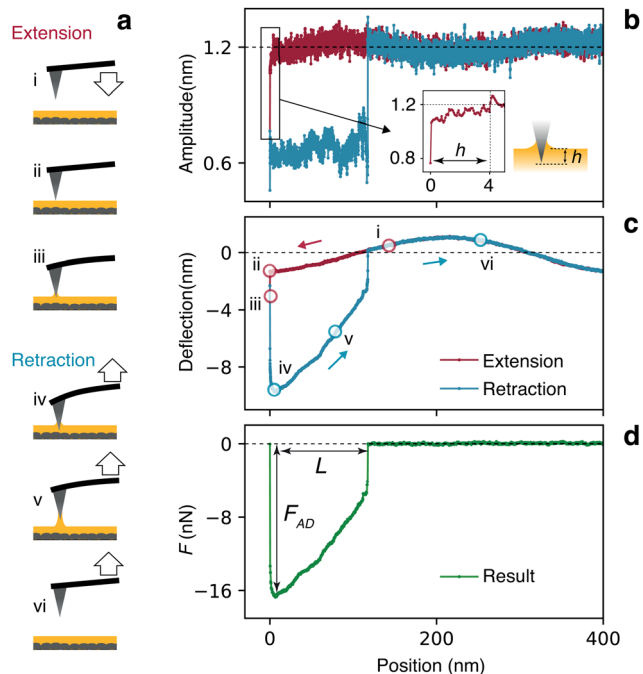 a
Extension
i
ii
iii
Retraction
iv
v
vi
b
Amplitude(nm)
1.2
0.6
1.2
0.8
h
0
4
h
c
Deflection(nm)
0
−4
−8
i
ii
iii
iv
v
vi
Extension
Retraction
d
F (nN)
0
−8
−16
L
F_AD
Result
0
200
400
Position (nm)